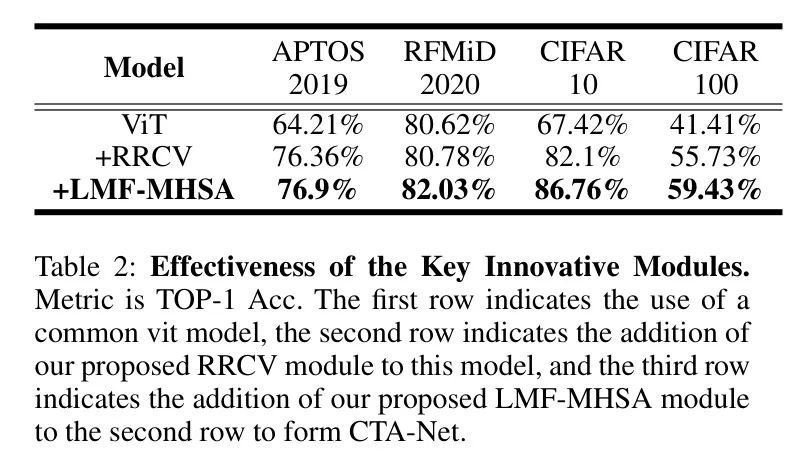 Model APTOS 2019 RFMiD 2020 CIFAR 10 CIFAR 100
ViT 64.21% 80.62% 67.42% 41.41%
+RRCV 76.36% 80.78% 82.1% 55.73%
+LMF-MHSA 76.9% 82.03% 86.76% 59.43%
Table 2: Effectiveness of the Key Innovative Modules.
Metric is TOP-1 Acc. The first row indicates the use of a
common vit model, the second row indicates the addition of
our proposed RRCV module to this model, and the third row
indicates the addition of our proposed LMF-MHSA module
to the second row to form CTA-Net.